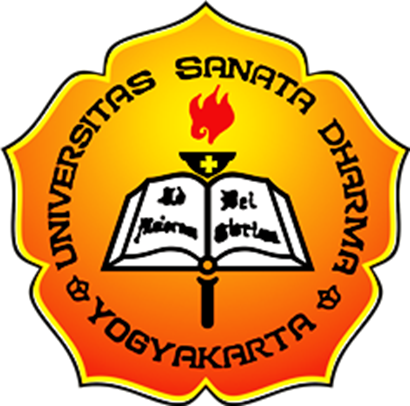 UNIVERSITAS SANATA DHARMA
Ad
Maiorem
Dei
Gloriam
YOGYAKARTA